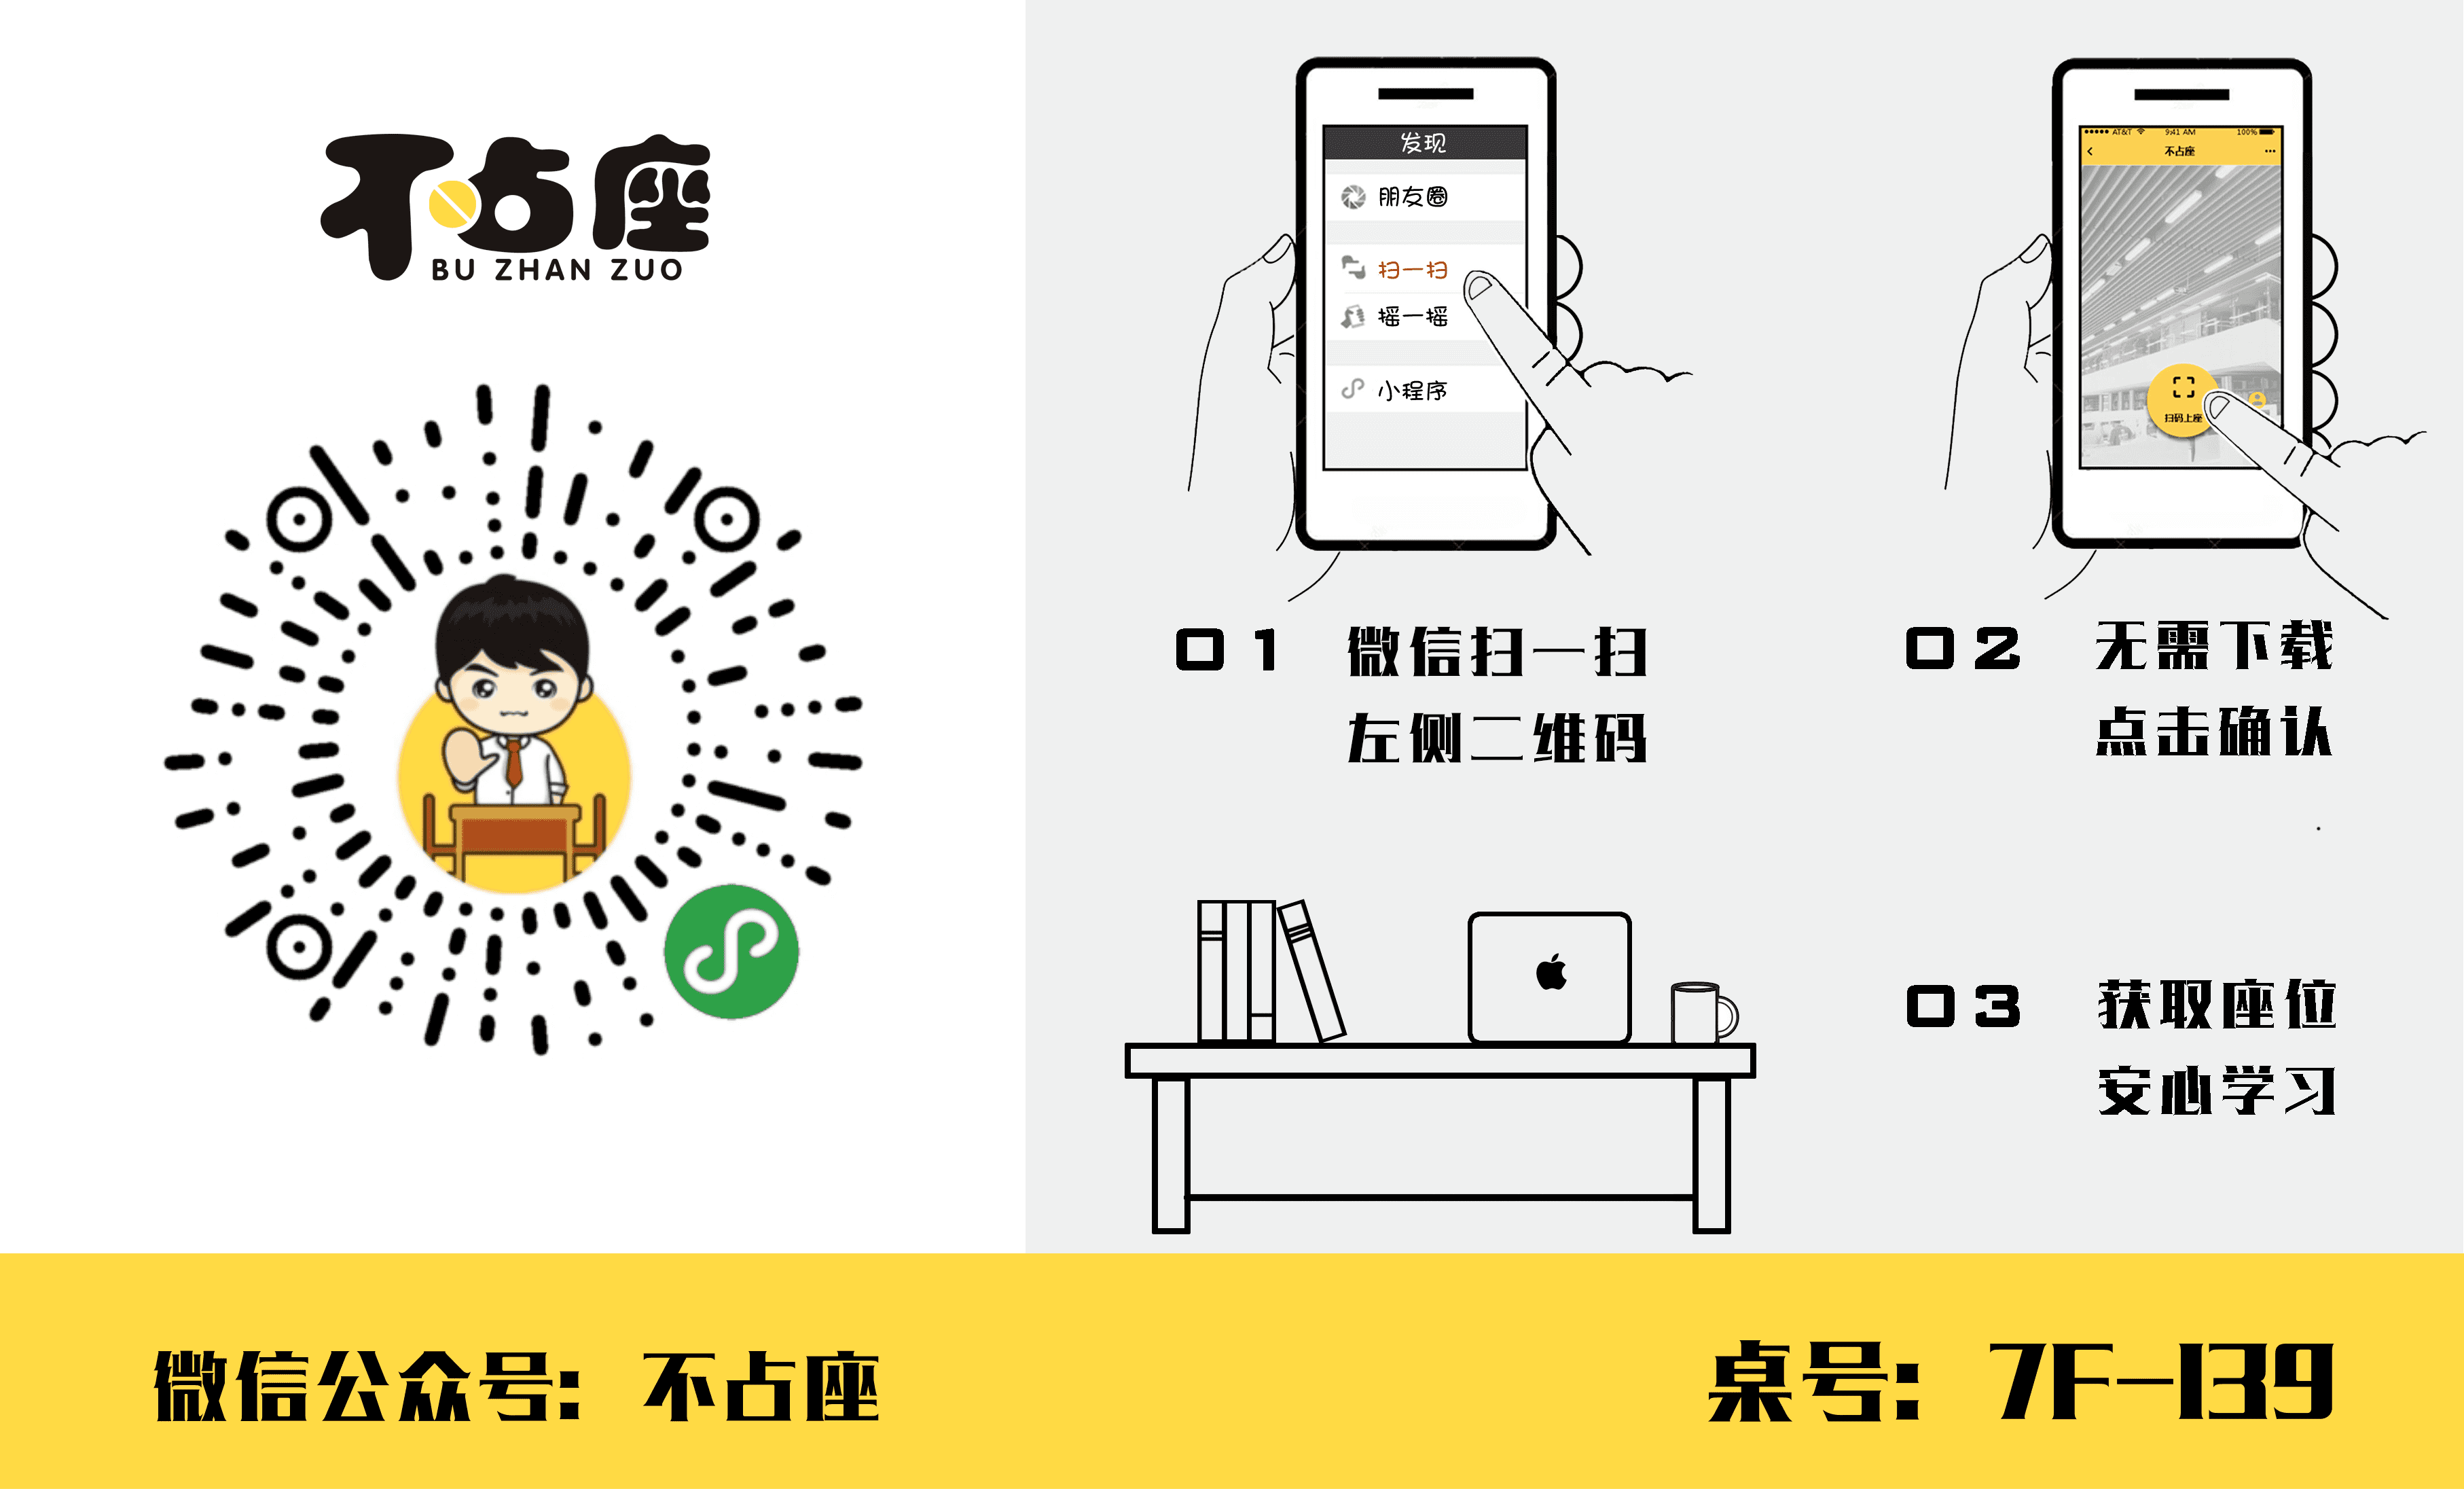 不占座
BU ZHAN ZUO
发现
朋友圈
扫一扫
摇一摇
小程序
AT&T 9:41 AM 100%
不占座
扫码上座
01 微信扫一扫
左侧二维码
02 无需下载
点击确认
03 获取座位
安心学习
微信公众号: 不占座
桌号: 7F-139